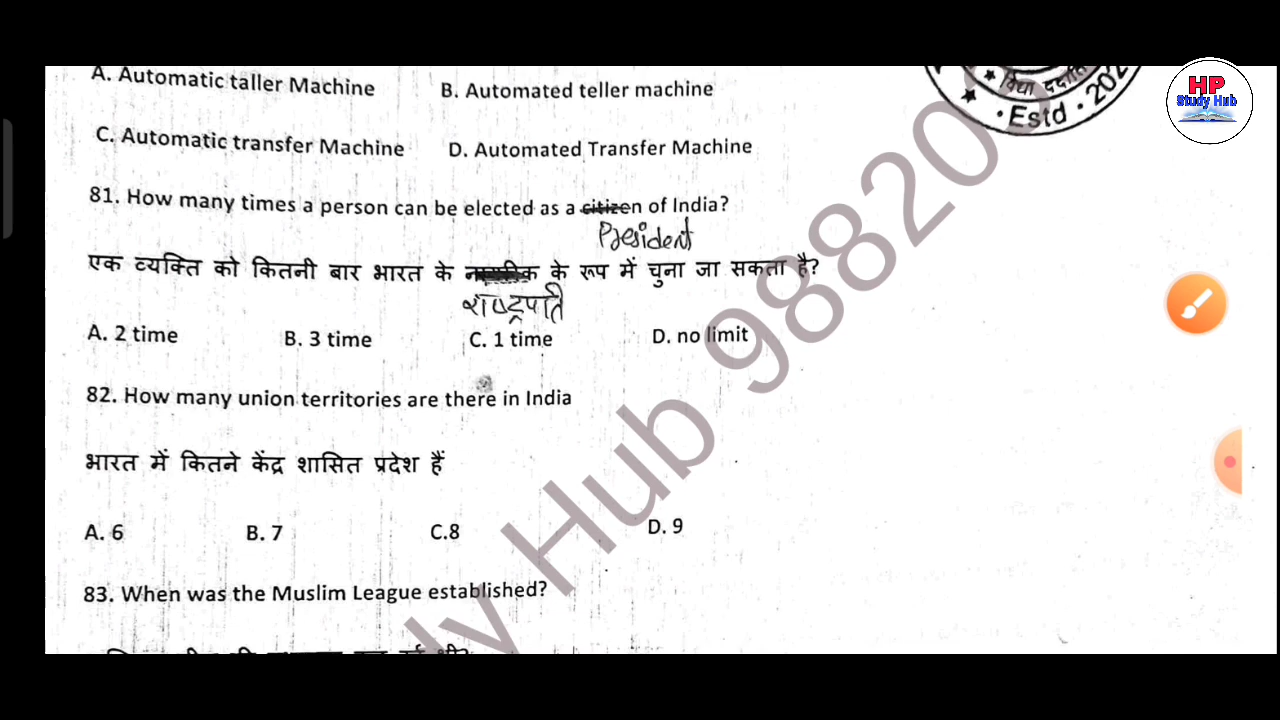 A. Automatic taller Machine B. Automated teller machine
C. Automatic transfer Machine D. Automated Transfer Machine
81. How many times a person can be elected as a citizen of India?
President
एक व्यक्ति को कितनी बार भारत के के रूप में चुना जा सकता है?
राष्ट्रपति
A. 2 time B. 3 time C. 1 time D. no limit
82. How many union territories are there in India
भारत में कितने केंद्र शासित प्रदेश हैं
A. 6 B. 7 C.8 D. 9
83. When was the Muslim League established?
विद्या
• Estd • 202
HP
Study Hub
dy Hub 98820